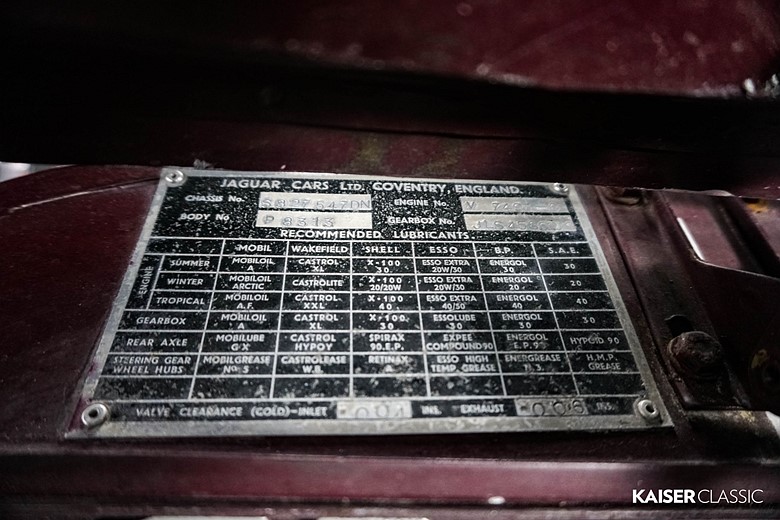 JAGUAR CARS LTD. COVENTRY, ENGLAND.
CHASSIS No. ENGINE No. V
BODY No P 8313 GEARBOX No.
RECOMMENDED LUBRICANTS.
MOBIL WAKEFIELD SHELL ESSO B.P. S.A.E.
ENGINE
SUMMER MOBILOIL A CASTROL XL X-100 30 ESSO EXTRA 20W/30 ENERGOL 30 30
WINTER MOBILOIL ARCTIC CASTROLITE X-100 20/20W ESSO EXTRA 20W/30 ENERGOL 20 20
TROPICAL MOBILOIL A.F. CASTROL XXL X-100 40 ESSO EXTRA 40/50 ENERGOL 40 40
GEARBOX MOBILOIL A CASTROL XL X-100 30 ESSOLUBE 30 ENERGOL 30 30
REAR AXLE MOBILUBE GX CASTROL HYPOY SPIRAX 90.E.P. EXPEE COMPOUND 90 ENERGOL E.P. 90 HYPOID 90
STEERING GEAR WHEEL HUBS MOBILGREASE No 5 CASTROLEASE W.B. RETINAX A ESSO HIGH TEMP. GREASE ENERGREASE N.3. H.M.P. GREASE
VALVE CLEARANCE (COLD)-INLET INS. EXHAUST .006 INS.
KAISER CLASSIC